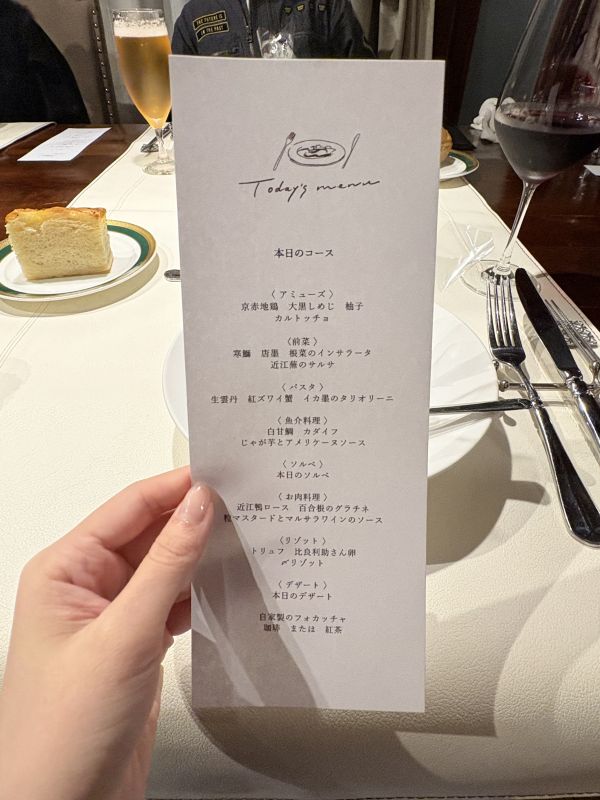 THE FUTURE IS
IN THE PAST
Today's menu
本日のコース
〈 アミューズ 〉
京赤地鶏 大黒しめじ 柚子
カルトッチョ
〈前菜 〉
寒鰤 唐墨 根菜のインサラータ
近江蕪のサルサ
〈 パスタ 〉
生雲丹 紅ズワイ蟹 イカ墨のタリオリーニ
〈 魚介料理 〉
白甘鯛 カダイフ
じゃが芋とアメリケーヌソース
〈 ソルベ 〉
本日のソルベ
〈 お肉料理 〉
近江鴨ロース 百合根のグラチネ
粒マスタードとマルサラワインのソース
〈リゾット 〉
トリュフ 比良利助さん卵
〆リゾット
〈 デザート 〉
本日のデザート
自家製のフォカッチャ
珈琲 または 紅茶